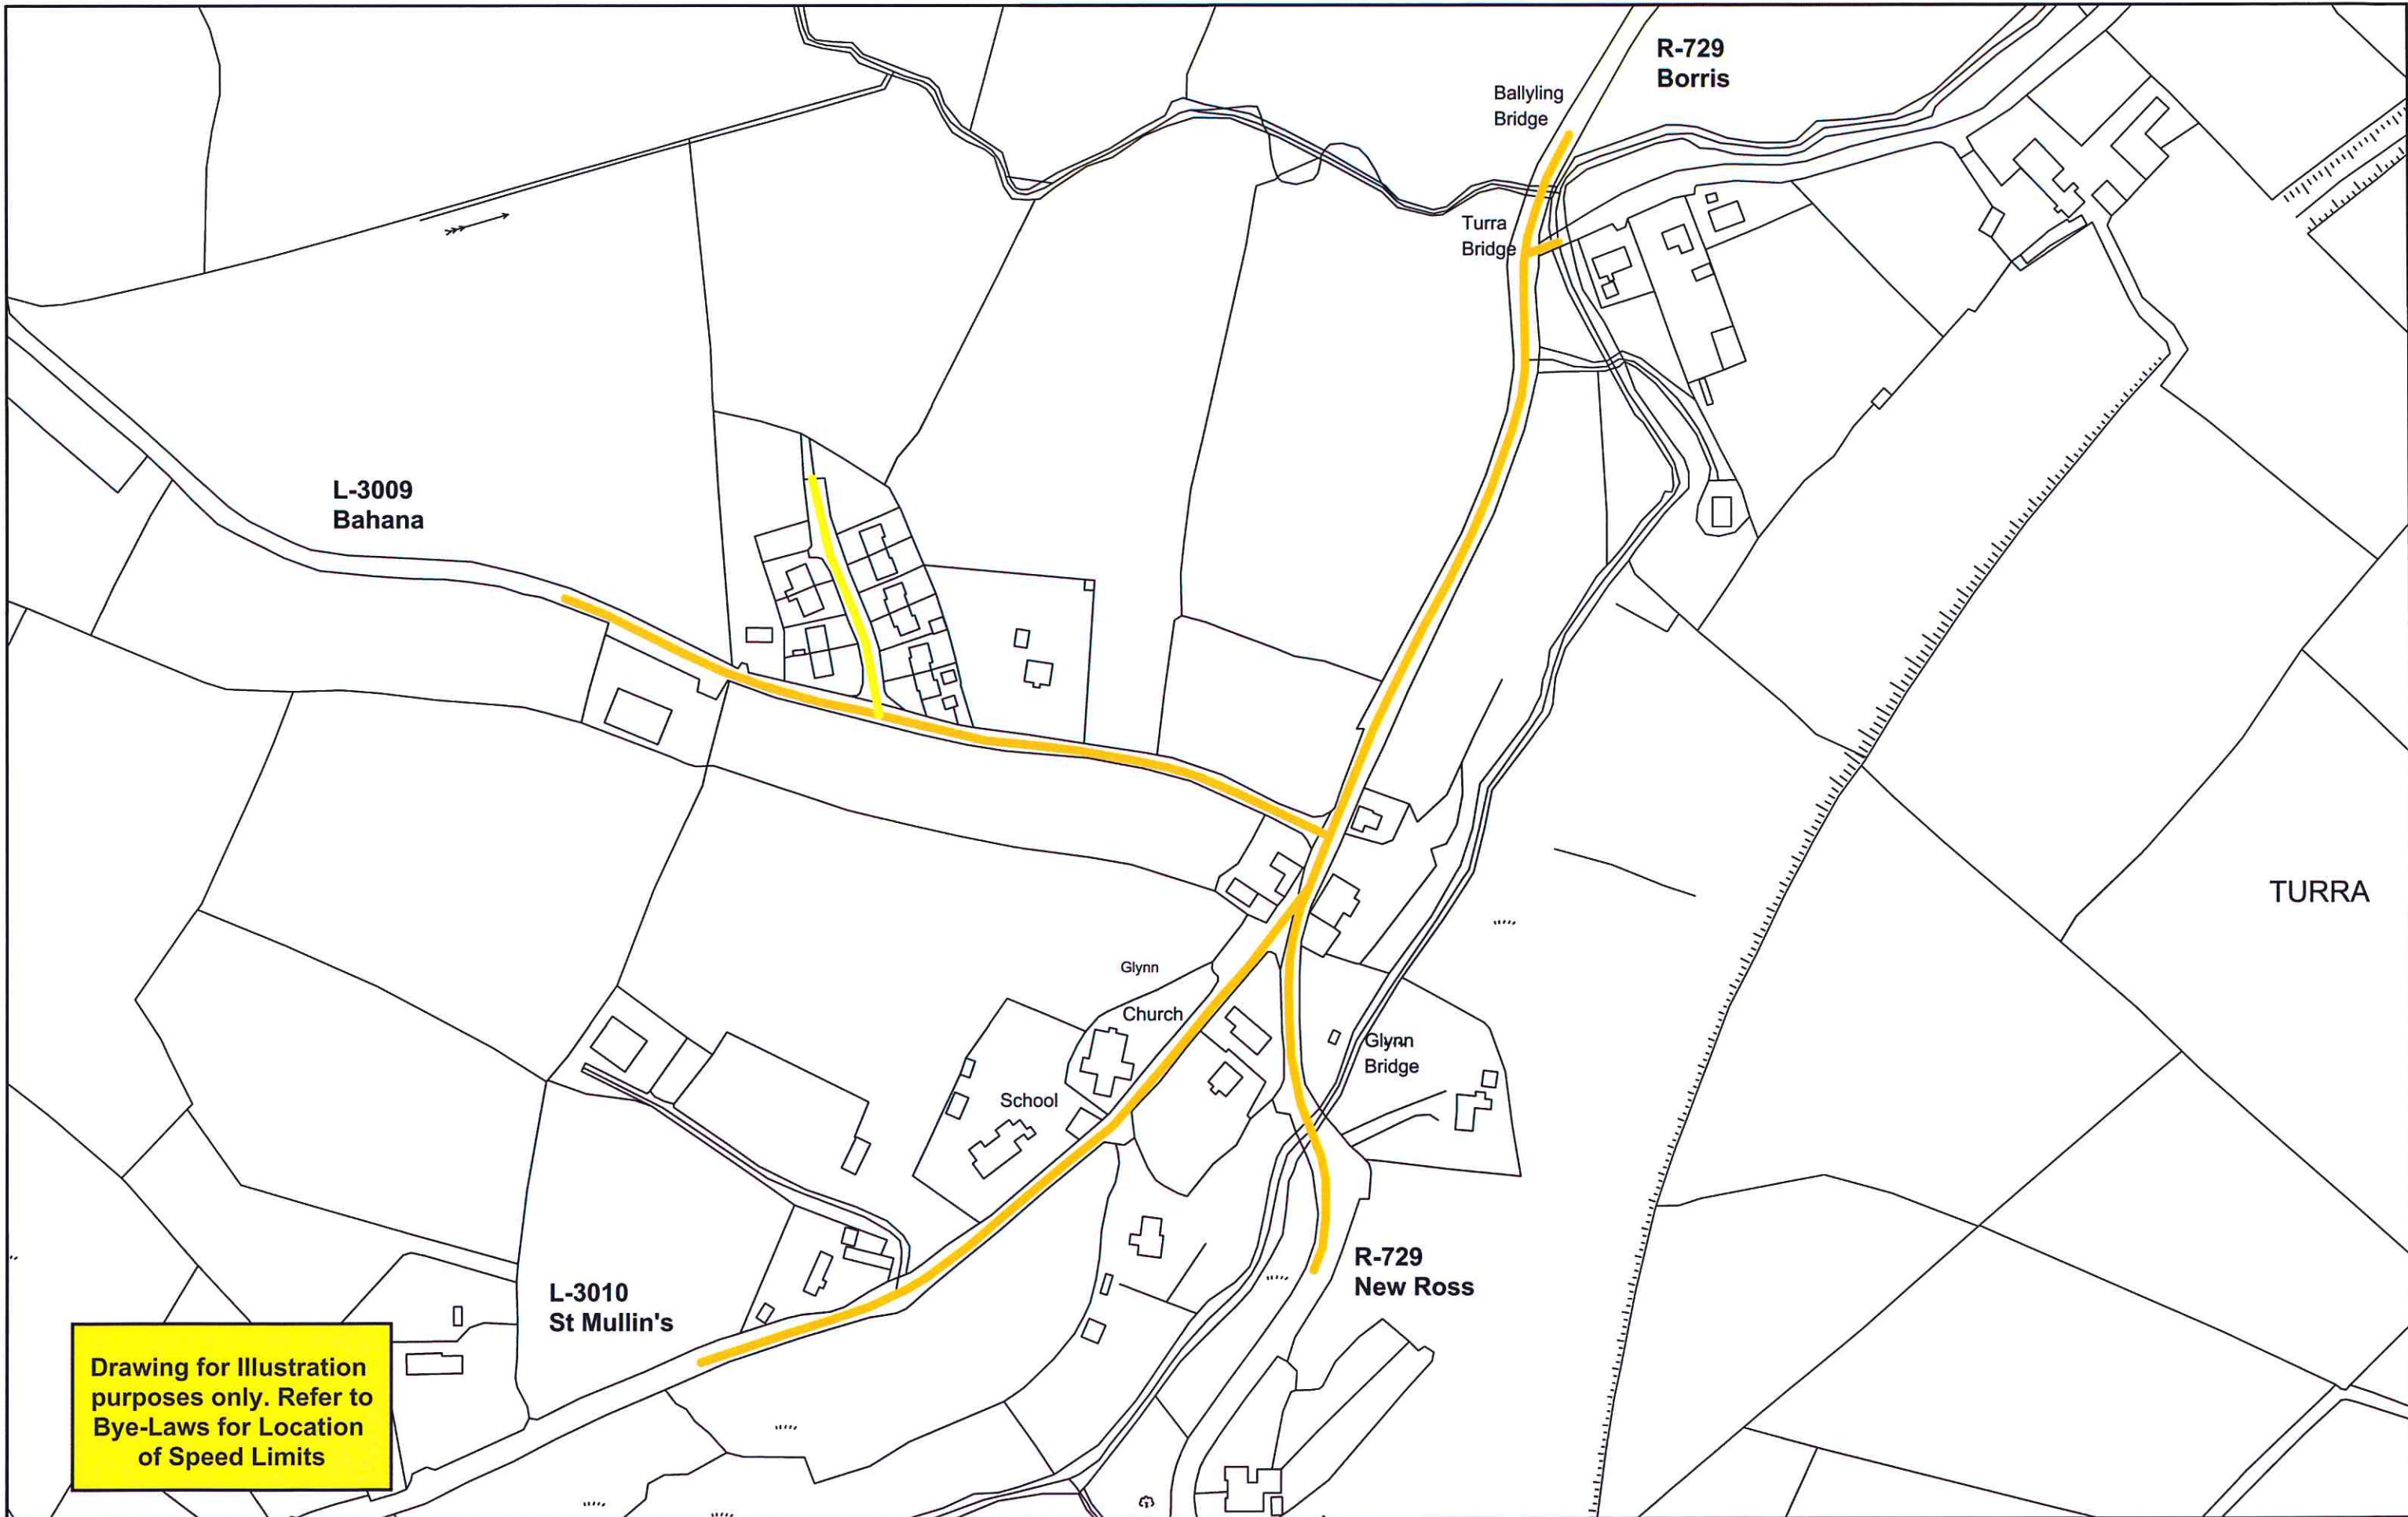 R-729
Borris
Ballyling
Bridge
Turra
Bridge
L-3009
Bahana
TURRA
Glynn
Church
Glynn
Bridge
School
R-729
New Ross
L-3010
St Mullin's
Drawing for Illustration
purposes only. Refer to
Bye-Laws for Location
of Speed Limits